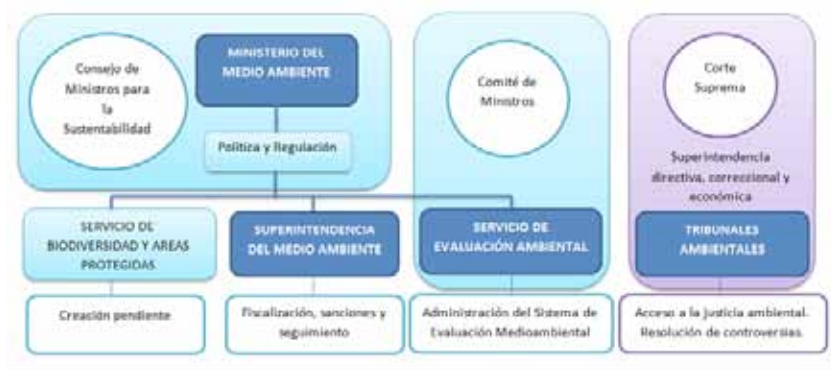 Consejo de
Ministros para
la
Sustentabilidad
MINISTERIO DEL
MEDIO AMBIENTE
Política y Regulación
Comité de
Ministros
Corte
Suprema
Superintendencia
directiva, correccional y
económica
SERVICIO DE
BIODIVERSIDAD Y AREAS
PROTEGIDAS
SUPERINTENDENCIA
DEL MEDIO AMBIENTE
SERVICIO DE
EVALUACIÓN AMBIENTAL
TRIBUNALES
AMBIENTALES
Creación pendiente
Fiscalización, sanciones y
seguimiento
Administración del Sistema de
Evaluación Medioambiental
Acceso a la justicia ambiental.
Resolución de controversias.